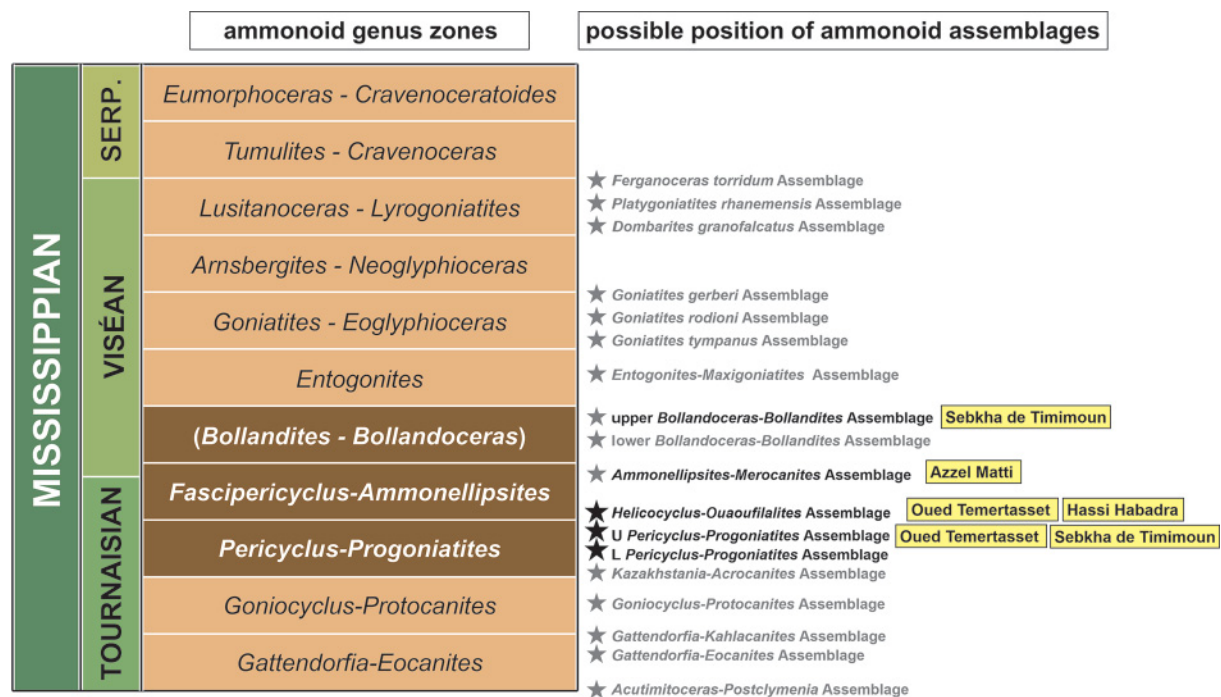 ammonoid genus zones
possible position of ammonoid assemblages
MISSISSIPPIAN
SERP.
VISÉAN
TOURNAISIAN
Eumorphoceras - Cravenoceratoides
Tumulites - Cravenoceras
Lusitanoceras - Lyrogoniatites
Arnsbergites - Neoglyphioceras
Goniatites - Eoglyphioceras
Entogonites
(Bollandites - Bollandoceras)
Fascipericyclus-Ammonellipsites
Pericyclus-Progoniatites
Goniocyclus-Protocanites
Gattendorfia-Eocanites
Ferganoceras torridum Assemblage
Platygoniatites rhanemensis Assemblage
Dombarites granofalcatus Assemblage
Goniatites gerberi Assemblage
Goniatites rodioni Assemblage
Goniatites tympanus Assemblage
Entogonites-Maxigoniatites Assemblage
upper Bollandoceras-Bollandites Assemblage Sebkha de Timimoun
lower Bollandoceras-Bollandites Assemblage
Ammonellipsites-Merocanites Assemblage Azzel Matti
Helicocyclus-Ouaoufilalites Assemblage Oued Temertasset Hassi Habadra
U Pericyclus-Progoniatites Assemblage Oued Temertasset Sebkha de Timimoun
L Pericyclus-Progoniatites Assemblage
Kazakhstania-Acrocanites Assemblage
Goniocyclus-Protocanites Assemblage
Gattendorfia-Kahlacanites Assemblage
Gattendorfia-Eocanites Assemblage
Acutimitoceras-Postclymenia Assemblage